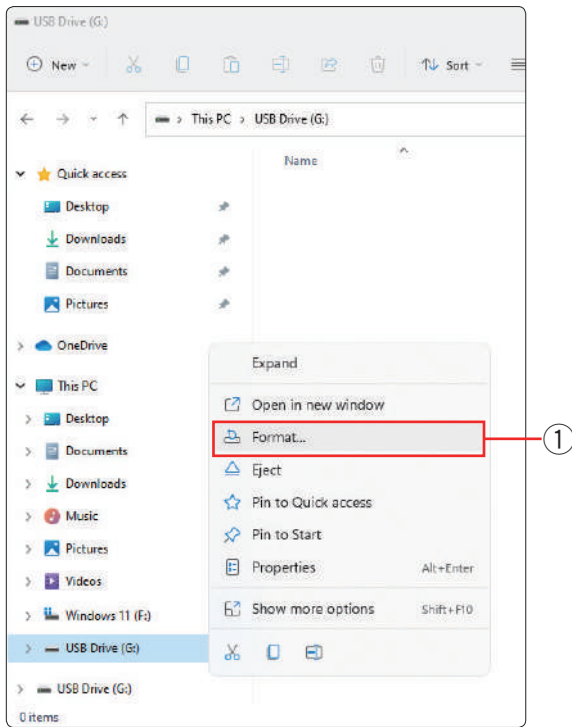 USB Drive (G:)
New
Sort
This PC > USB Drive (G:)
Name
Quick access
Desktop
Downloads
Documents
Pictures
OneDrive
This PC
Desktop
Documents
Downloads
Music
Pictures
Videos
Windows 11 (F:)
USB Drive (G:)
USB Drive (G:)
0 items
Expand
Open in new window
Format...
Eject
Pin to Quick access
Pin to Start
Properties Alt+Enter
Show more options Shift+F10
①